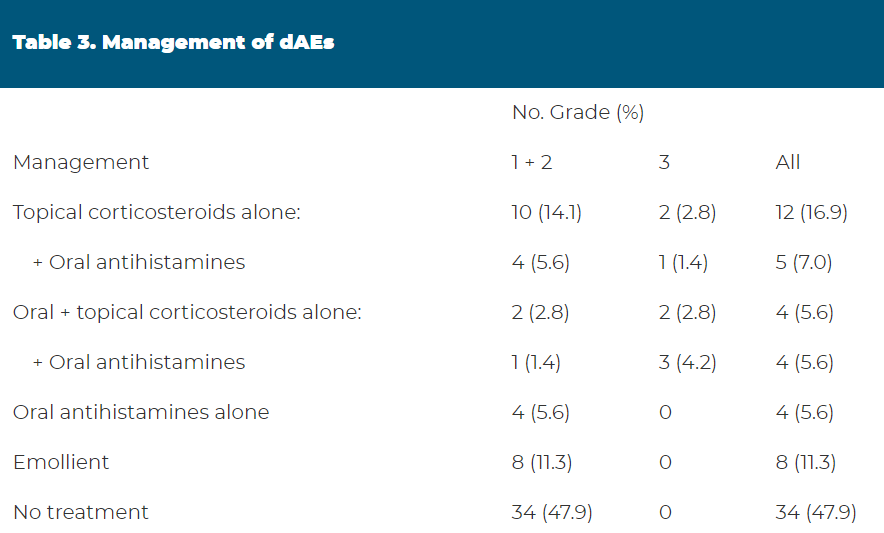 Table 3. Management of dAEs
No. Grade (%)
Management 1 + 2 3 All
Topical corticosteroids alone: 10 (14.1) 2 (2.8) 12 (16.9)
+ Oral antihistamines 4 (5.6) 1 (1.4) 5 (7.0)
Oral + topical corticosteroids alone: 2 (2.8) 2 (2.8) 4 (5.6)
+ Oral antihistamines 1 (1.4) 3 (4.2) 4 (5.6)
Oral antihistamines alone 4 (5.6) 0 4 (5.6)
Emollient 8 (11.3) 0 8 (11.3)
No treatment 34 (47.9) 0 34 (47.9)